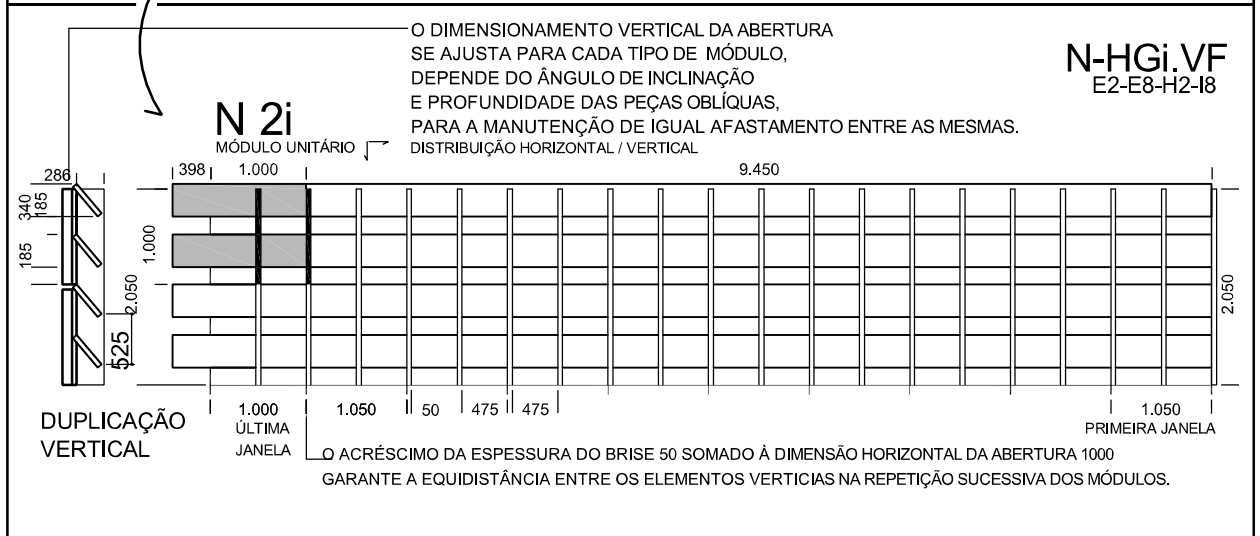 O DIMENSIONAMENTO VERTICAL DA ABERTURA
SE AJUSTA PARA CADA TIPO DE MÓDULO,
DEPENDE DO ÂNGULO DE INCLINAÇÃO
E PROFUNDIDADE DAS PEÇAS OBLÍQUAS,
PARA A MANUTENÇÃO DE IGUAL AFASTAMENTO ENTRE AS MESMAS.
DISTRIBUIÇÃO HORIZONTAL / VERTICAL
N-HGi.VF
E2-E8-H2-I8
N 2i
MÓDULO UNITÁRIO
286
398
1.000
9.450
340
185
185
1.000
2.050
525
2.050
DUPLICAÇÃO
VERTICAL
1.000
ÚLTIMA
JANELA
1.050
50
475
475
1.050
PRIMEIRA JANELA
O ACRÉSCIMO DA ESPESSURA DO BRISE 50 SOMADO À DIMENSÃO HORIZONTAL DA ABERTURA 1000
GARANTE A EQUIDISTÂNCIA ENTRE OS ELEMENTOS VERTICIAS NA REPETIÇÃO SUCESSIVA DOS MÓDULOS.